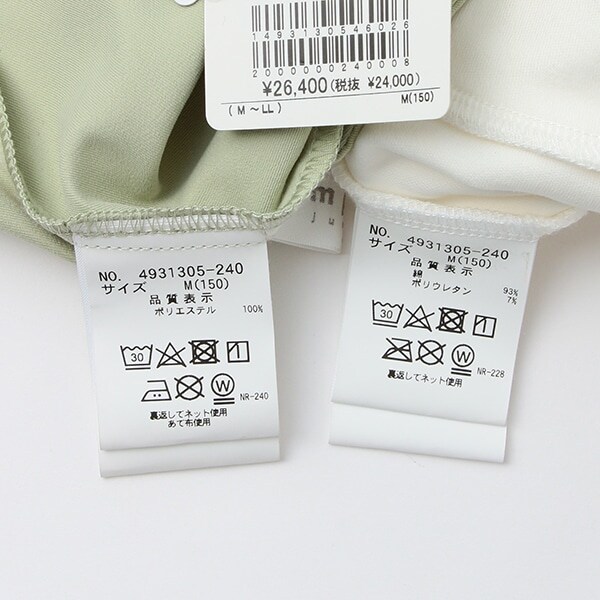 1493131546026
2000000240008
¥26,400(税抜 ¥24,000)
(M〜LL)
M(150)
NO. 4931305-240
サイズ M(150)
品質表示
ポリエステル 100%
30
NR-240
裏返してネット使用
あて布使用
NO. 4931305-240
サイズ M(150)
品質表示
綿 93%
ポリウレタン 7%
30
W
NR-228
裏返してネット使用